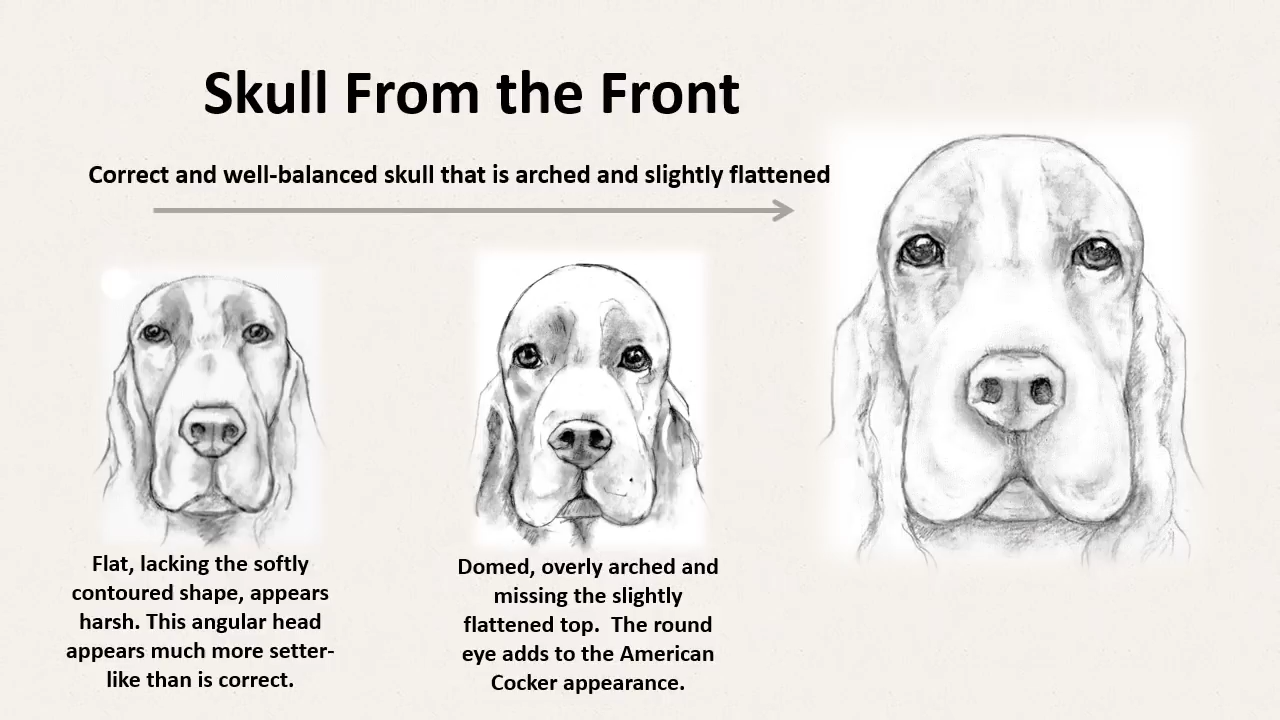 Skull From the Front
Correct and well-balanced skull that is arched and slightly flattened
Flat, lacking the softly
contoured shape, appears
harsh. This angular head
appears much more setter-
like than is correct.
Domed, overly arched and
missing the slightly
flattened top.  The round
eye adds to the American
Cocker appearance.